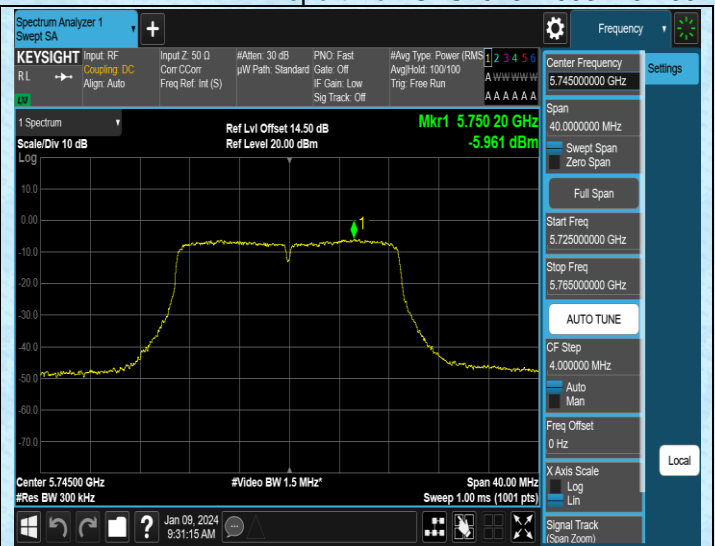 Spectrum Analyzer 1
Swept SA
Frequency
KEYSIGHT
RL
LXI
Input: RF
Coupling: DC
Align: Auto
Input Z: 50 Ω
Corr CCorr
Freq Ref: Int (S)
#Atten: 30 dB
µW Path: Standard
PNO: Fast
Gate: Off
IF Gain: Low
Sig Track: Off
#Avg Type: Power (RMS
Avg|Hold: 100/100
Trig: Free Run
1 2 3 4 5 6
A W W W W W
A A A A A A
1 Spectrum
Scale/Div 10 dB
Log
Ref Lvl Offset 14.50 dB
Ref Level 20.00 dBm
Mkr1 5.750 20 GHz
-5.961 dBm
1
10.0
0.00
-10.0
-20.0
-30.0
-40.0
-50.0
-60.0
-70.0
Center 5.74500 GHz
#Res BW 300 kHz
#Video BW 1.5 MHz*
Span 40.00 MHz
Sweep 1.00 ms (1001 pts)
?
Jan 09, 2024
9:31:15 AM
Center Frequency
5.745000000 GHz
Settings
Span
40.0000000 MHz
Swept Span
Zero Span
Full Span
Start Freq
5.725000000 GHz
Stop Freq
5.765000000 GHz
AUTO TUNE
CF Step
4.000000 MHz
Auto
Man
Freq Offset
0 Hz
X Axis Scale
Log
Lin
Local
Signal Track
(Span Zoom)